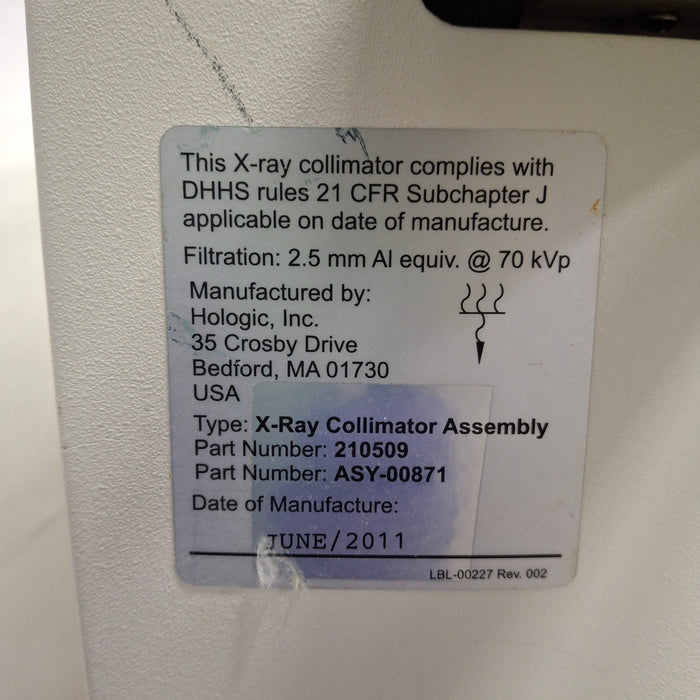 This X-ray collimator complies with
DHHS rules 21 CFR Subchapter J
applicable on date of manufacture.
Filtration: 2.5 mm Al equiv. @ 70 kVp
Manufactured by:
Hologic, Inc.
35 Crosby Drive
Bedford, MA 01730
USA
Type: X-Ray Collimator Assembly
Part Number: 210509
Part Number: ASY-00871
Date of Manufacture:
JUNE/2011
LBL-00227 Rev. 002